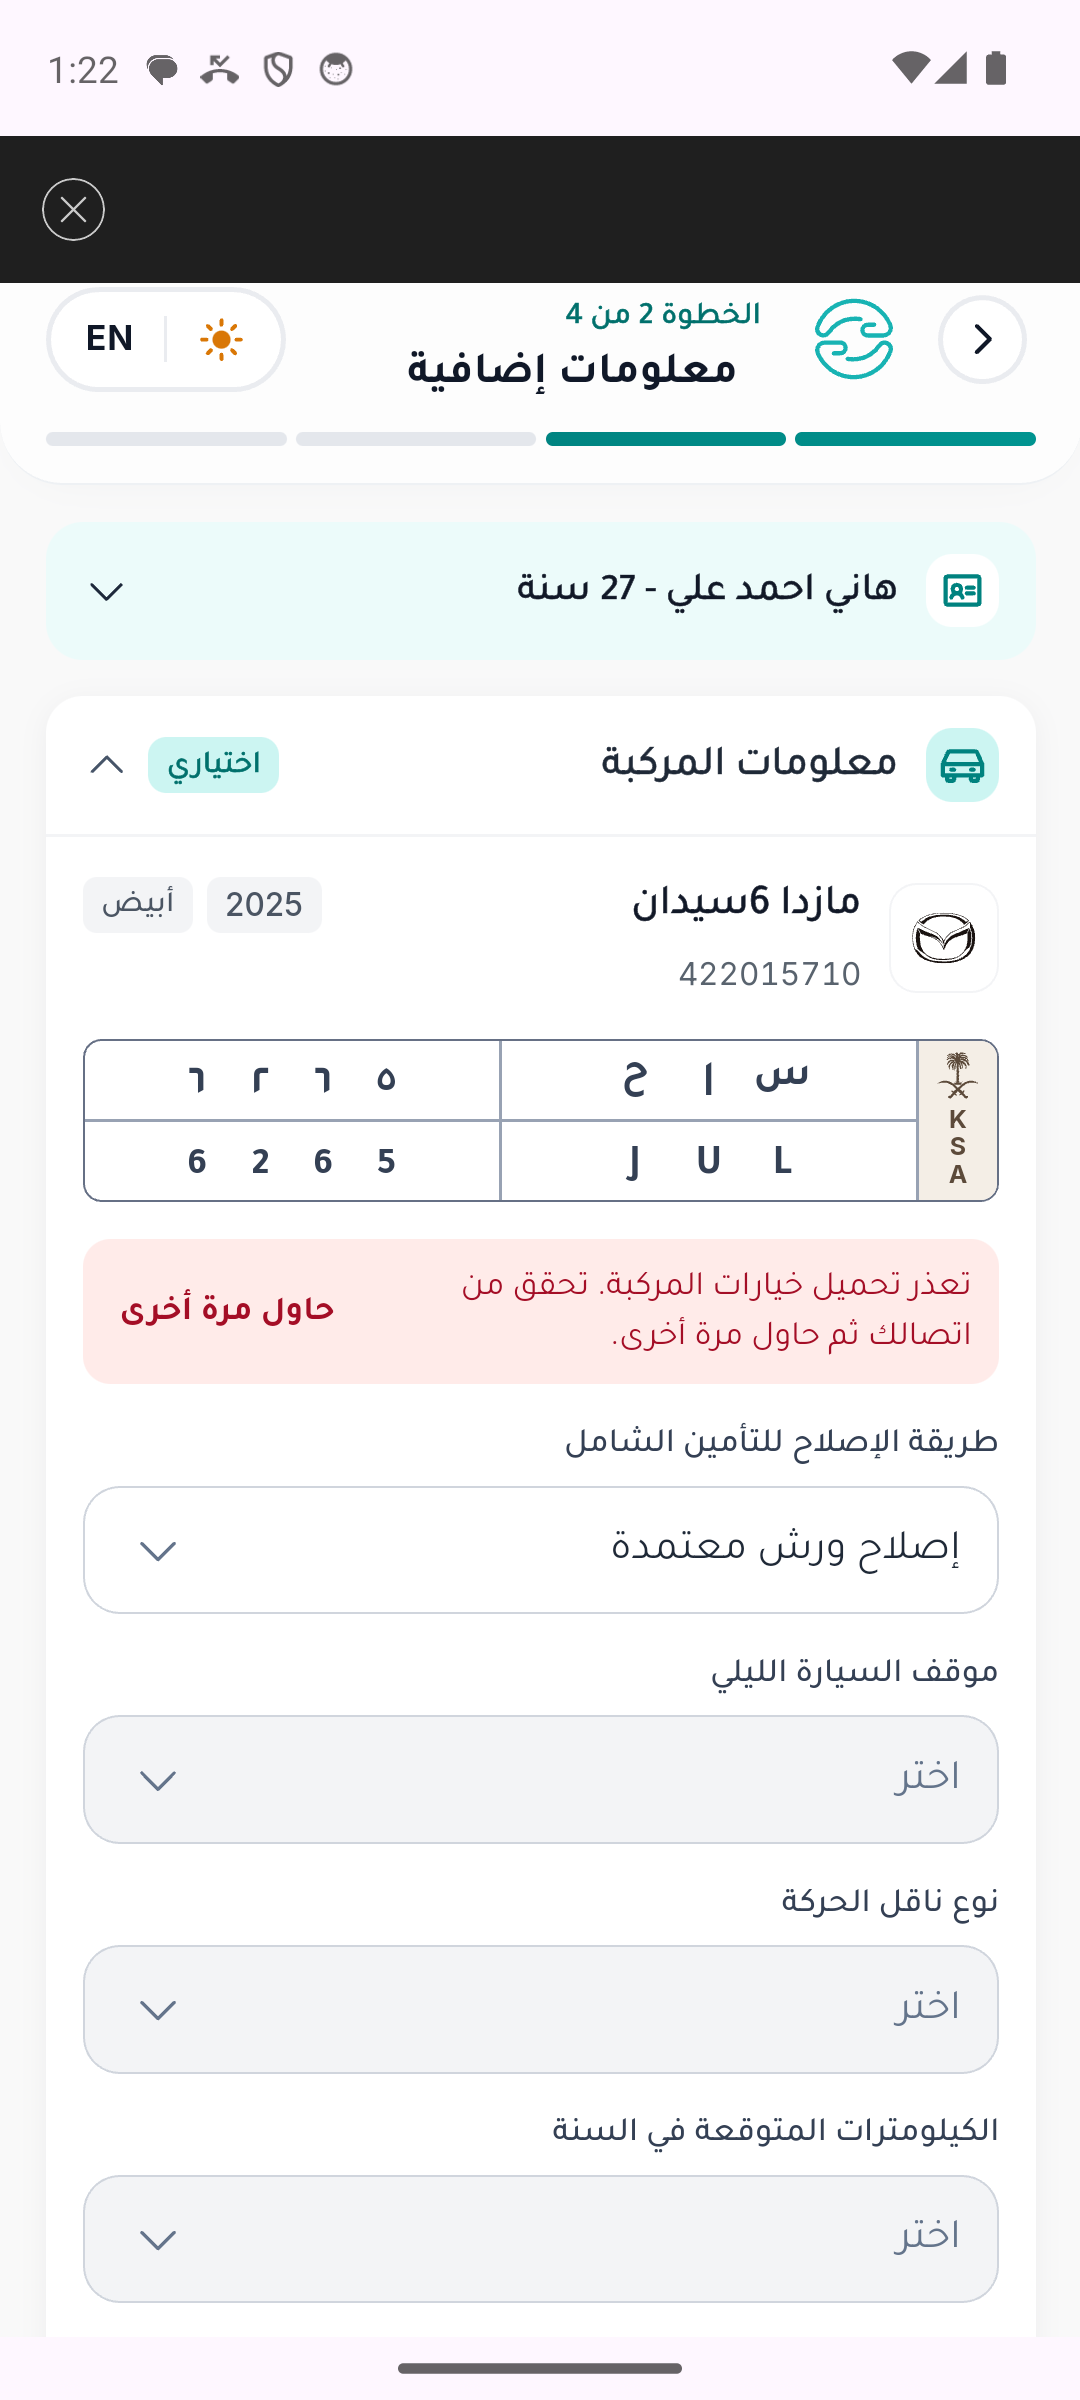 1:22
EN
الخطوة 2 من 4
معلومات إضافية
هاني احمد علي - 27 سنة
معلومات المركبة
اختياري
مازدا 6سيدان
2025
أبيض
422015710
س ا ح
٦ ٢ ٦ ٥
J U L
6 2 6 5
K
S
A
تعذر تحميل خيارات المركبة. تحقق من
اتصالك ثم حاول مرة أخرى.
حاول مرة أخرى
طريقة الإصلاح للتأمين الشامل
إصلاح ورش معتمدة
موقف السيارة الليلي
اختر
نوع ناقل الحركة
اختر
الكيلومترات المتوقعة في السنة
اختر